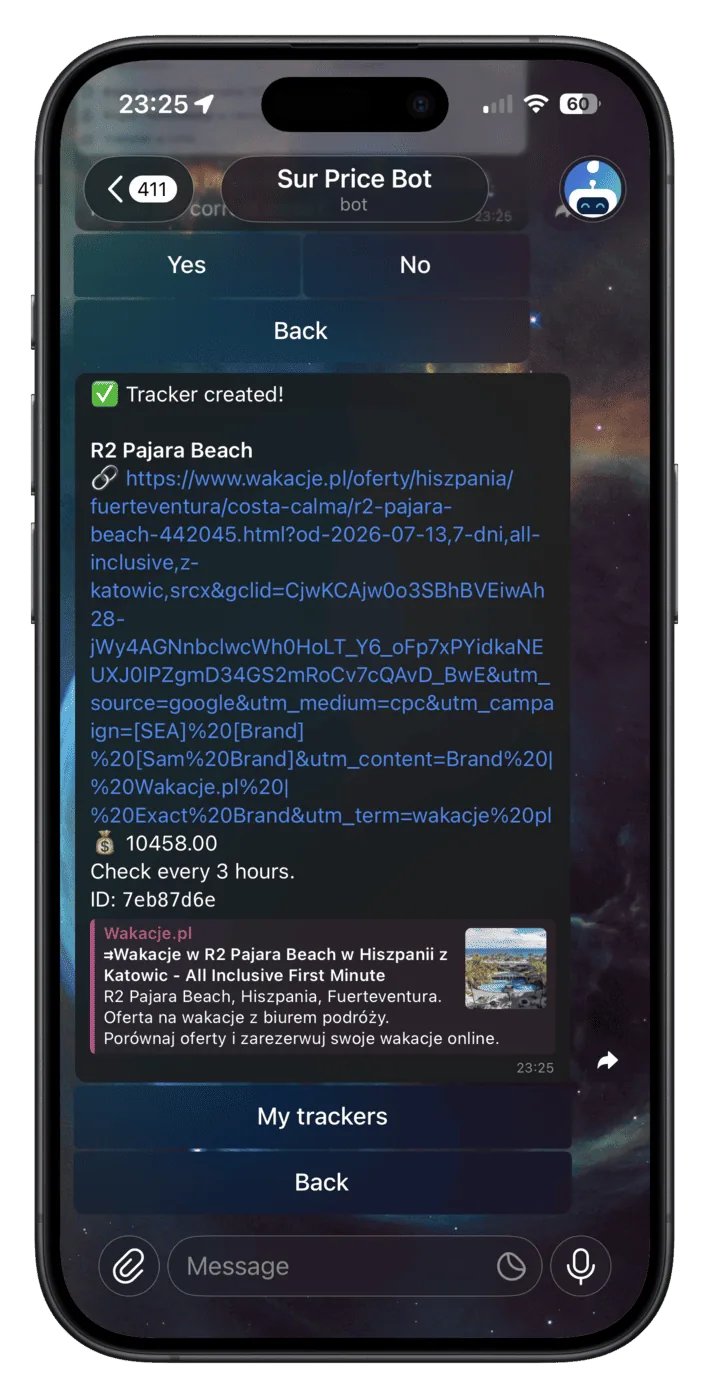 23:25
60
411
Sur Price Bot
bot
23:25
Yes
No
Back
✅ Tracker created!
R2 Pajara Beach
🔗 https://www.wakacje.pl/oferty/hiszpania/
fuerteventura/costa-calma/r2-pajara-
beach-442045.html?od-2026-07-13,7-dni,all-
inclusive,z-
katowic,srcx&gclid=CjwKCAjw0o3SBhBVEiwAh
28-
jWy4AGNnbclwcWh0HoLT_Y6_oFp7xPYidkaNE
UXJ0lPZgmD34GS2mRoCv7cQAvD_BwE&utm_
source=google&utm_medium=cpc&utm_campa
ign=[SEA]%20[Brand]
%20[Sam%20Brand]&utm_content=Brand%20|
%20Wakacje.pl%20|
%20Exact%20Brand&utm_term=wakacje%20pl
💰 10458.00
Check every 3 hours.
ID: 7eb87d6e
Wakacje.pl
⇉Wakacje w R2 Pajara Beach w Hiszpanii z
Katowic - All Inclusive First Minute
R2 Pajara Beach, Hiszpania, Fuerteventura.
Oferta na wakacje z biurem podróży.
Porównaj oferty i zarezerwuj swoje wakacje online.
23:25
My trackers
Back
Message